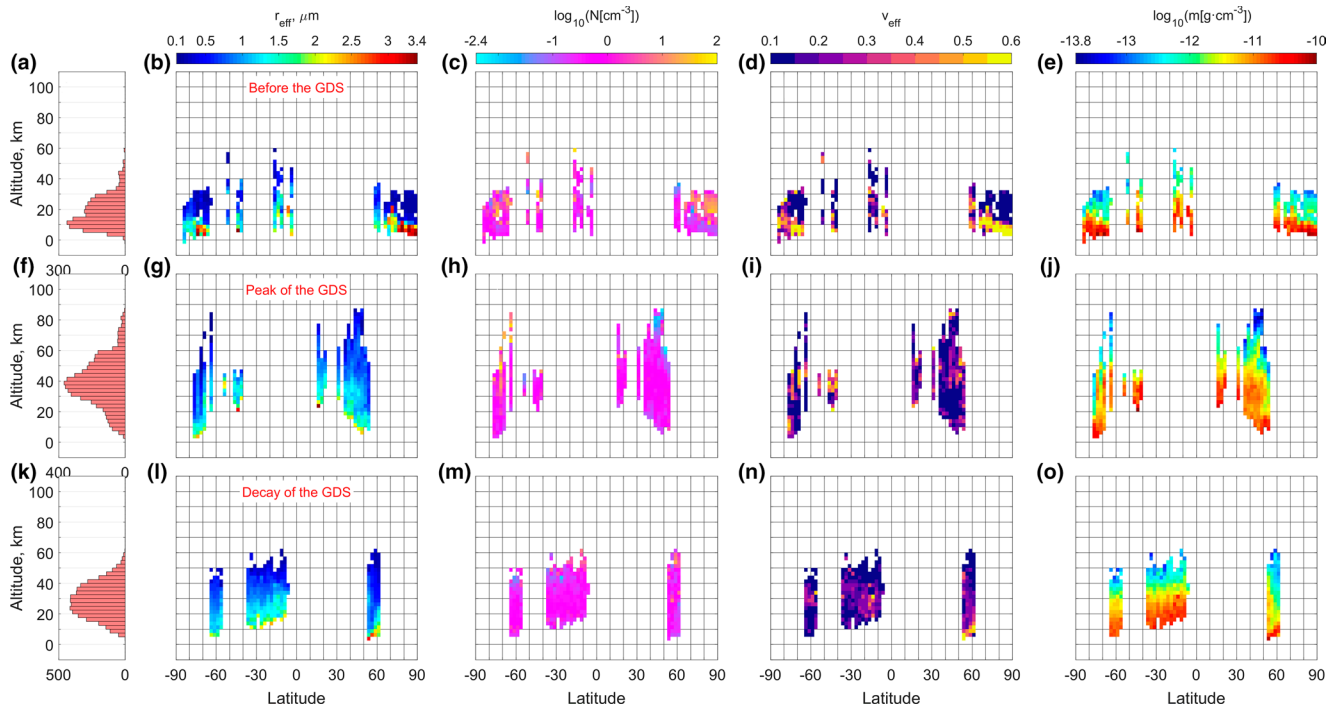 r_eff, μm
log₁₀(N[cm⁻³])
v_eff
log₁₀(m[g·cm⁻³])
0.1 0.5 1 1.5 2 2.5 3 3.4
-2.4 -1 0 1 2
0.1 0.2 0.3 0.4 0.5 0.6
-13.8 -13 -12 -11 -10
(a) (b) (c) (d) (e)
Before the GDS
100
80
60
40
20
0
Altitude, km
300 0
(f) (g) (h) (i) (j)
Peak of the GDS
100
80
60
40
20
0
Altitude, km
400 0
(k) (l) (m) (n) (o)
Decay of the GDS
100
80
60
40
20
0
Altitude, km
500 0
-90 -60 -30 0 30 60 90
-90 -60 -30 0 30 60 90
-90 -60 -30 0 30 60 90
-90 -60 -30 0 30 60 90
Latitude Latitude Latitude Latitude